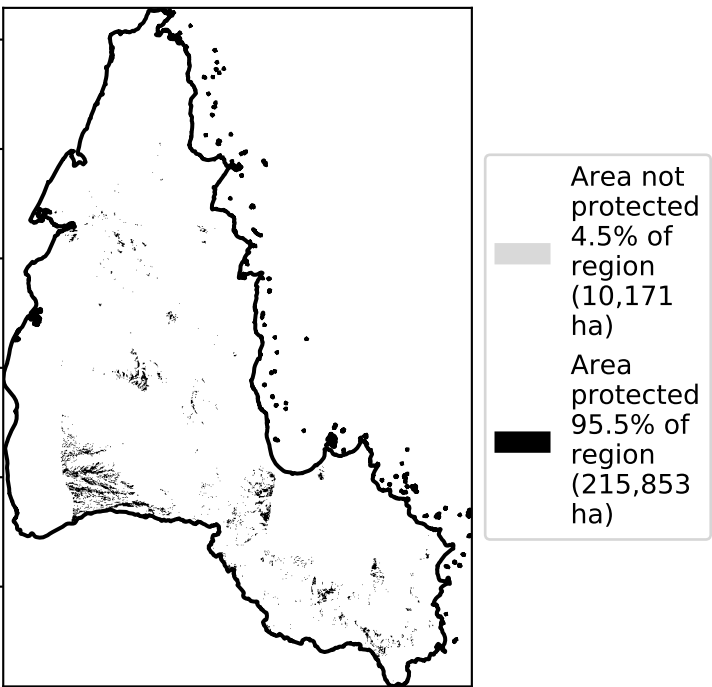 Area not
protected
4.5% of
region
(10,171
ha)
Area
protected
95.5% of
region
(215,853
ha)